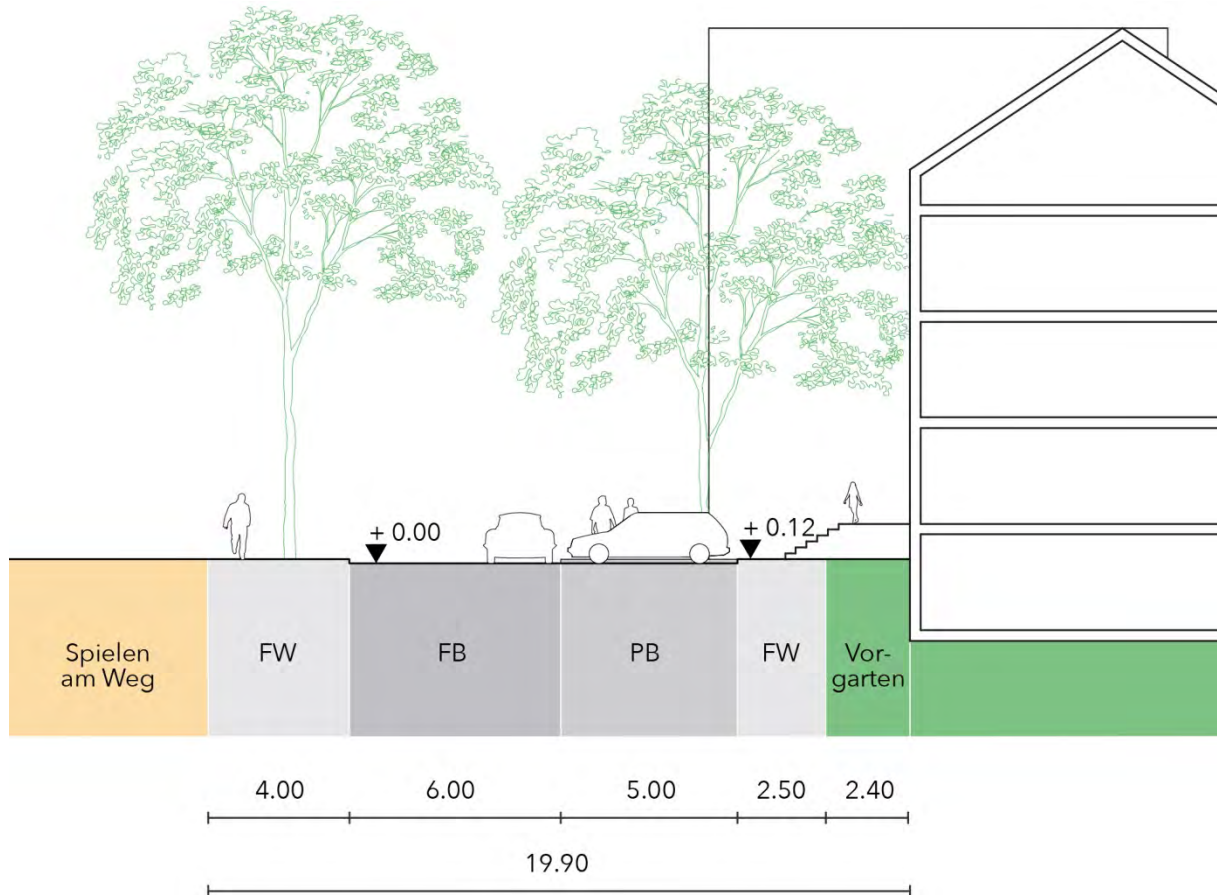 + 0.00
+ 0.12
Spielen
am Weg
FW
FB
PB
FW
Vor-
garten
4.00
6.00
5.00
2.50
2.40
19.90